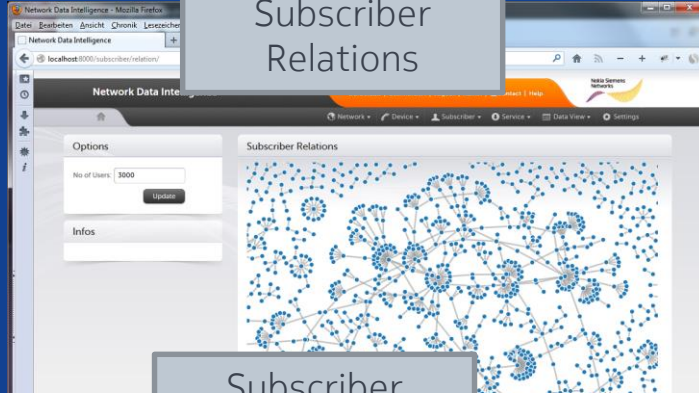 Network Data Intelligence - Mozilla Firefox
Subscriber
Relations
Datei Bearbeiten Ansicht Chronik Lesezeichen
Network Data Intelligence
localhost:8000/subscriber/relation/
Network Data Inte
Contact | Help
Nokia Siemens
Networks
Network Device Subscriber Service Data View Settings
Options
Subscriber Relations
No of Users: 3000
Update
Infos
Subscriber